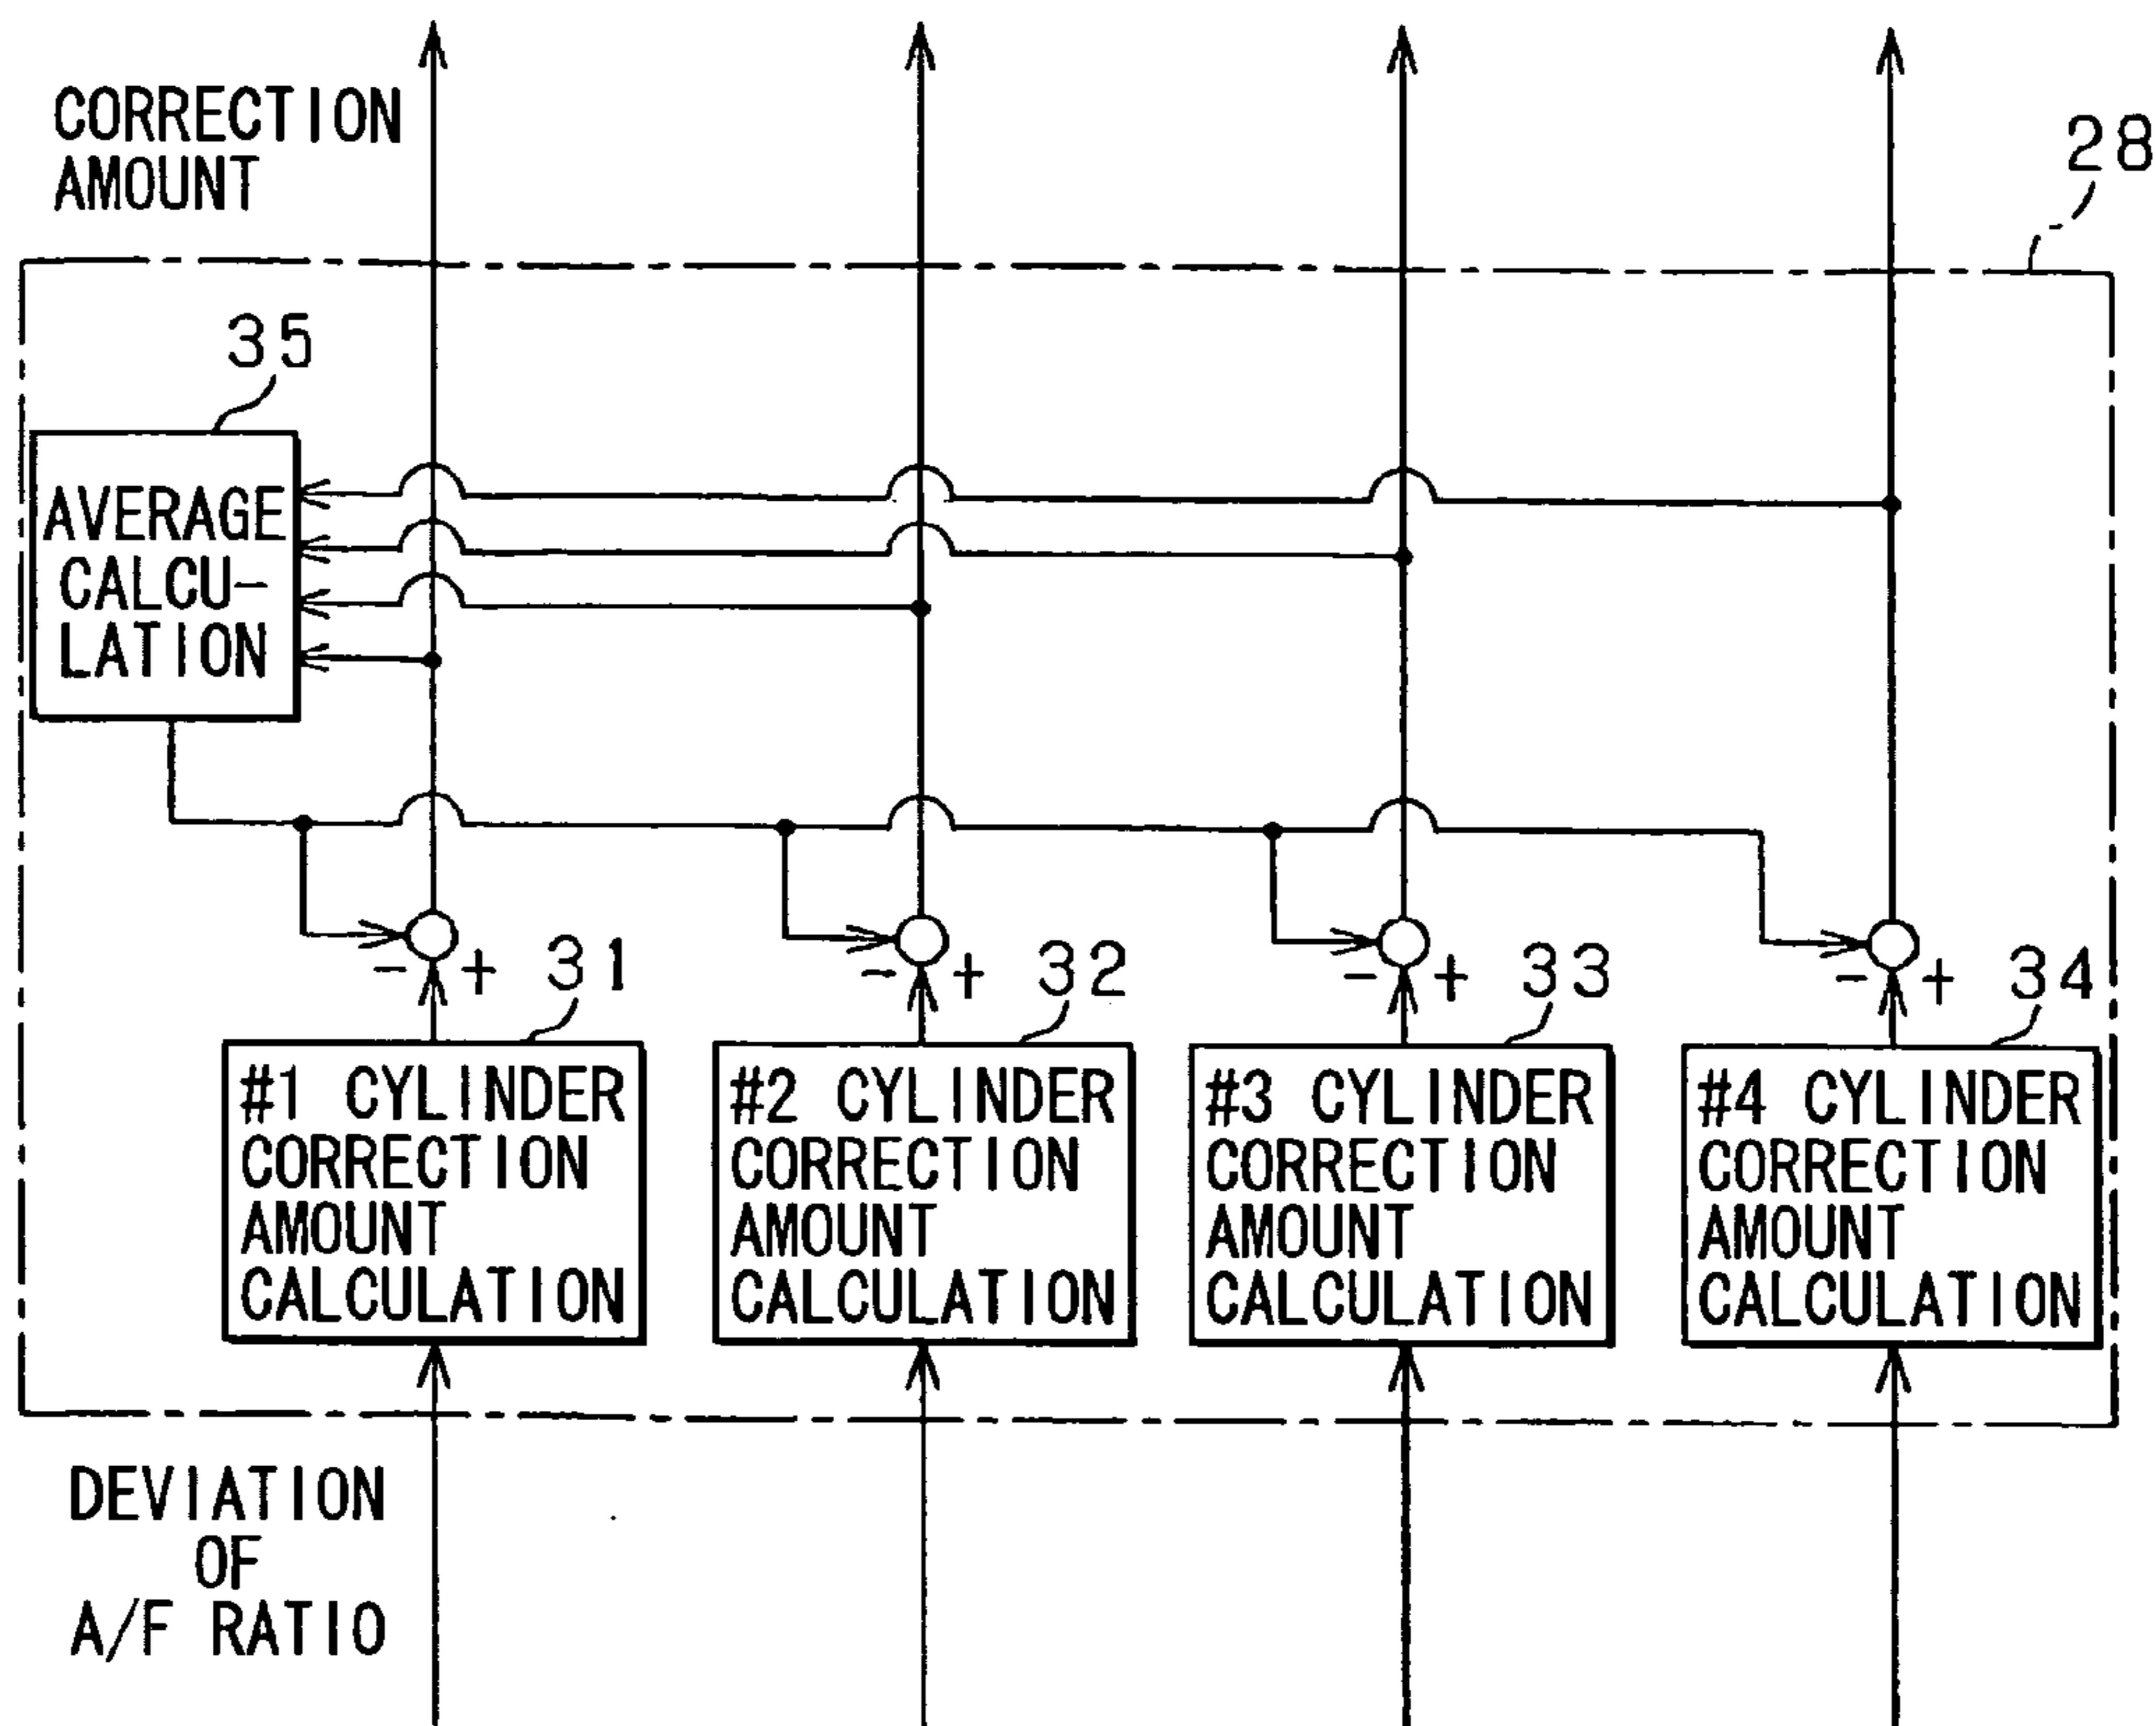 CORRECTION
AMOUNT
28
35
AVERAGE
CALCU-
LATION
- +
31
- +
32
- +
33
- +
34
#1 CYLINDER
CORRECTION
AMOUNT
CALCULATION
#2 CYLINDER
CORRECTION
AMOUNT
CALCULATION
#3 CYLINDER
CORRECTION
AMOUNT
CALCULATION
#4 CYLINDER
CORRECTION
AMOUNT
CALCULATION
DEVIATION
OF
A/F RATIO